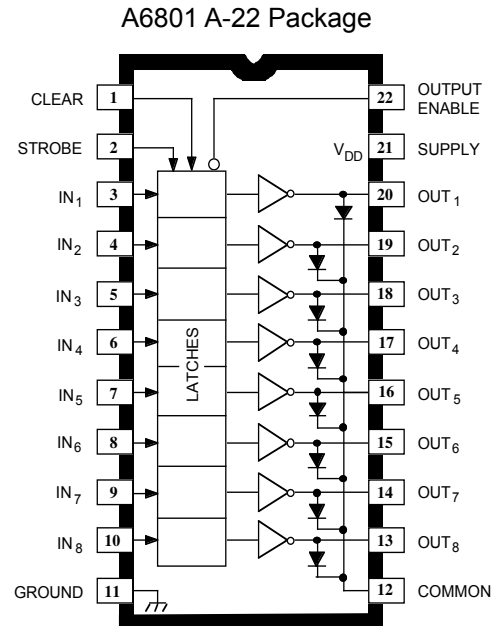 A6801 A-22 Package
CLEAR 1 22 OUTPUT ENABLE
STROBE 2 V_DD 21 SUPPLY
IN_1 3 20 OUT_1
IN_2 4 19 OUT_2
IN_3 5 18 OUT_3
IN_4 6 17 OUT_4
LATCHES
IN_5 7 16 OUT_5
IN_6 8 15 OUT_6
IN_7 9 14 OUT_7
IN_8 10 13 OUT_8
GROUND 11 12 COMMON